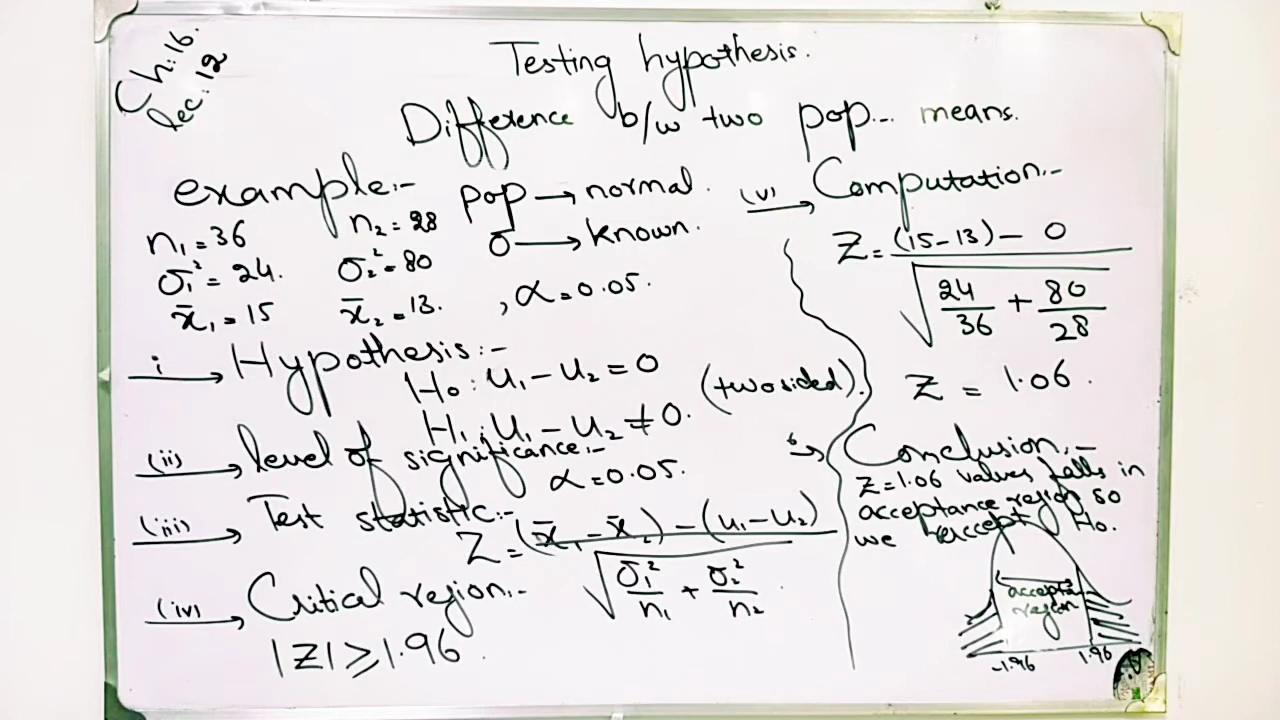 Ch:16.
Lec:12
Testing hypothesis.
Difference b/w two pop.. means.
example:-
pop → normal.
σ → known.
n₁ = 36
n₂ = 28
σ₁² = 24.
σ₂² = 80
x̄₁ = 15
x̄₂ = 13.
, α = 0.05.
i → Hypothesis:-
H₀: u₁ - u₂ = 0
H₁: u₁ - u₂ ≠ 0. (two sided).
(ii) → level of significance:-
α = 0.05.
(iii) → Test statistic:-
Z = (x̄₁ - x̄₂) - (u₁ - u₂) / √(σ₁²/n₁ + σ₂²/n₂)
(iv) → Critical region:-
|Z| ≥ 1.96.
(v) → Computation:-
Z = (15 - 13) - 0 / √(24/36 + 80/28)
Z = 1.06.
6 → Conclusion:-
Z = 1.06 values falls in
acceptance region so
we accept H₀.
region
-1.96
1.96